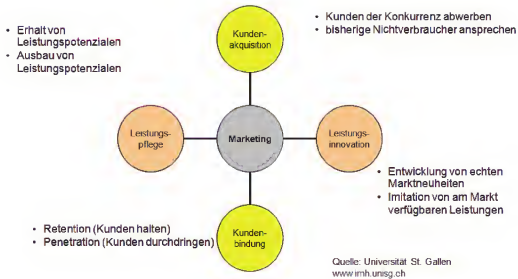 Kunden-
akquisition
• Kunden der Konkurrenz abwerben
• bisherige Nichtverbraucher ansprechen
• Erhalt von
Leistungspotenzialen
• Ausbau von
Leistungspotenzialen
Leistungs-
pflege
Marketing
Leistungs-
innovation
• Entwicklung von echten
Marktneuheiten
• Imitation von am Markt
verfügbaren Leistungen
• Retention (Kunden halten)
• Penetration (Kunden durchdringen)
Kunden-
bindung
Quelle: Universität St. Gallen
www.imh.unisg.ch